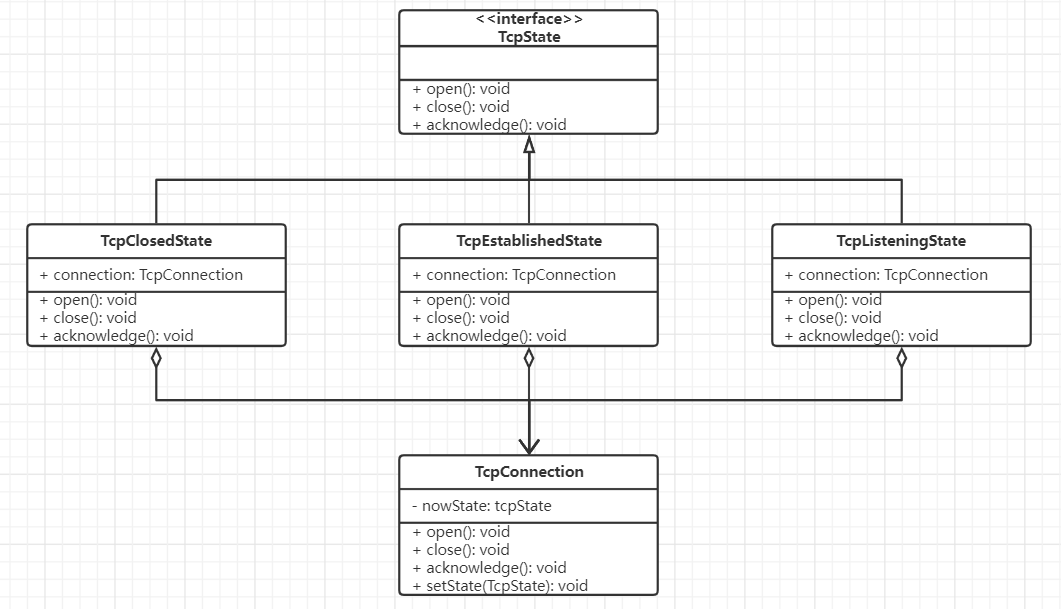 <<interface>>
TcpState
+ open(): void
+ close(): void
+ acknowledge(): void
TcpClosedState
+ connection: TcpConnection
+ open(): void
+ close(): void
+ acknowledge(): void
TcpEstablishedState
+ connection: TcpConnection
+ open(): void
+ close(): void
+ acknowledge(): void
TcpListeningState
+ connection: TcpConnection
+ open(): void
+ close(): void
+ acknowledge(): void
TcpConnection
- nowState: tcpState
+ open(): void
+ close(): void
+ acknowledge(): void
+ setState(TcpState): void